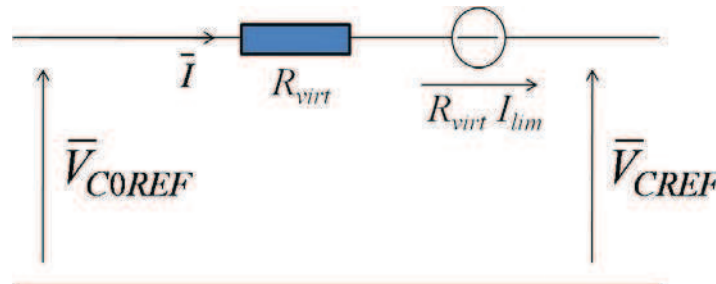 Ī
R_virt
R_virt I_lim
V̄_C0REF
V̄_CREF